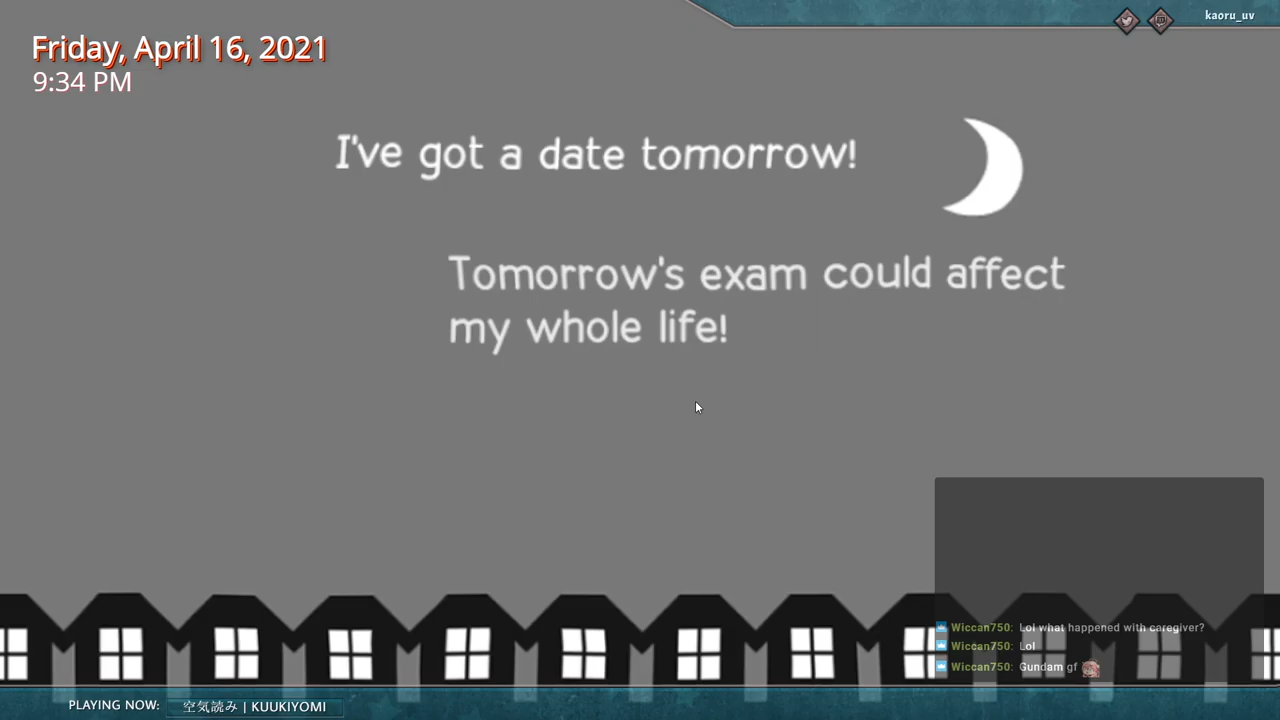 kaoru_uv
Friday, April 16, 2021
9:34 PM
I've got a date tomorrow!
Tomorrow's exam could affect
my whole life!
Wiccan750: Lol what happened with caregiver?
Wiccan750: Lol
Wiccan750: Gundam gf
PLAYING NOW: 空気読み | KUUKIYOMI